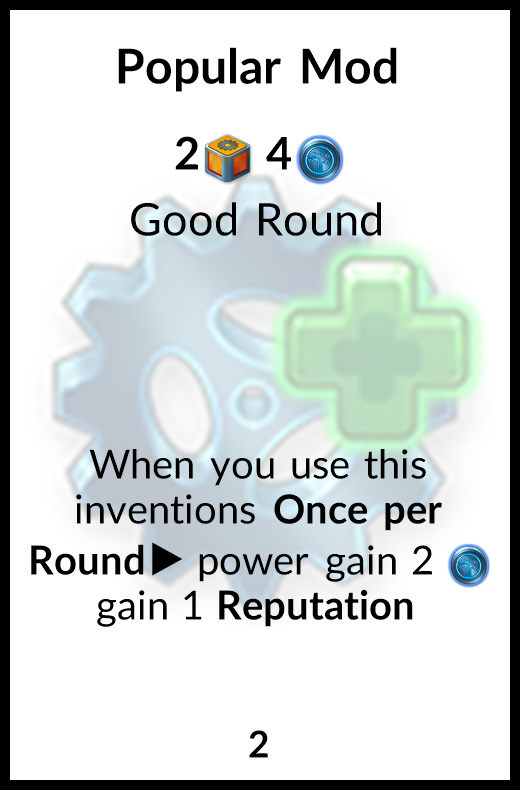 Popular Mod
2 4
Good Round
When you use this
inventions Once per
Round▶ power gain 2
gain 1 Reputation
2